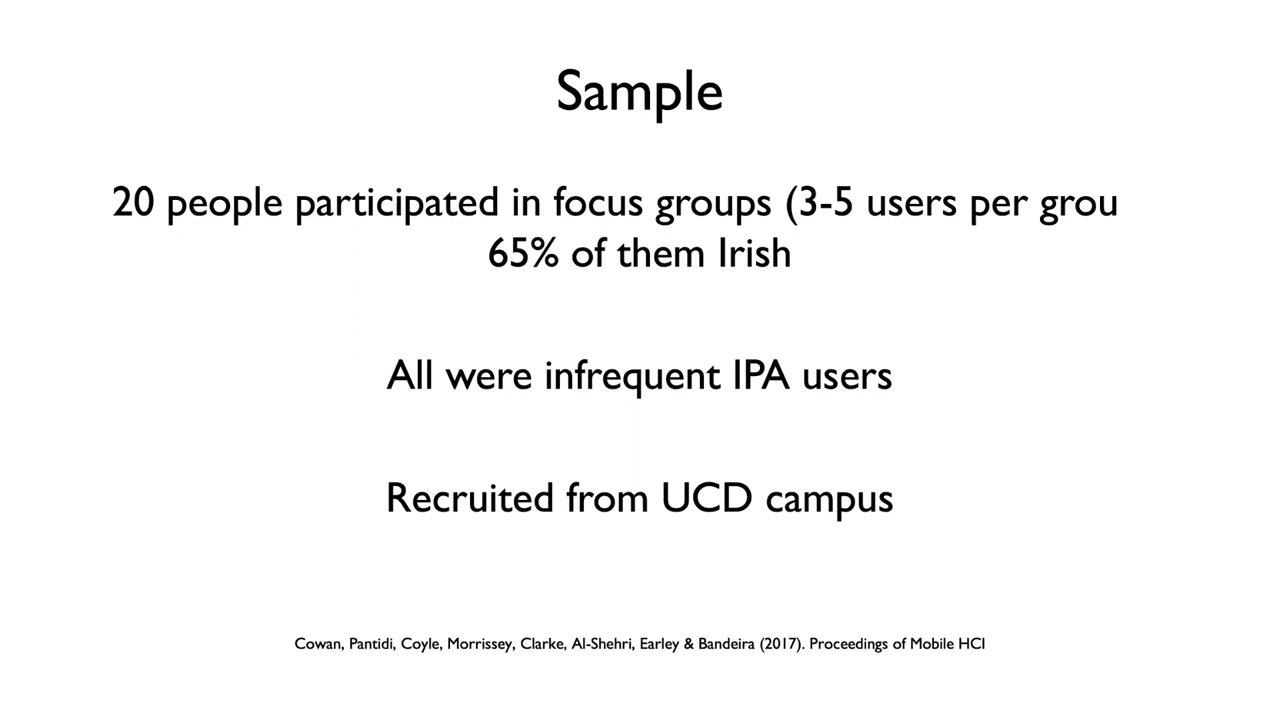 Sample
20 people participated in focus groups (3-5 users per grou
65% of them Irish
All were infrequent IPA users
Recruited from UCD campus
Cowan, Pantidi, Coyle, Morrissey, Clarke, Al-Shehri, Earley & Bandeira (2017). Proceedings of Mobile HCI